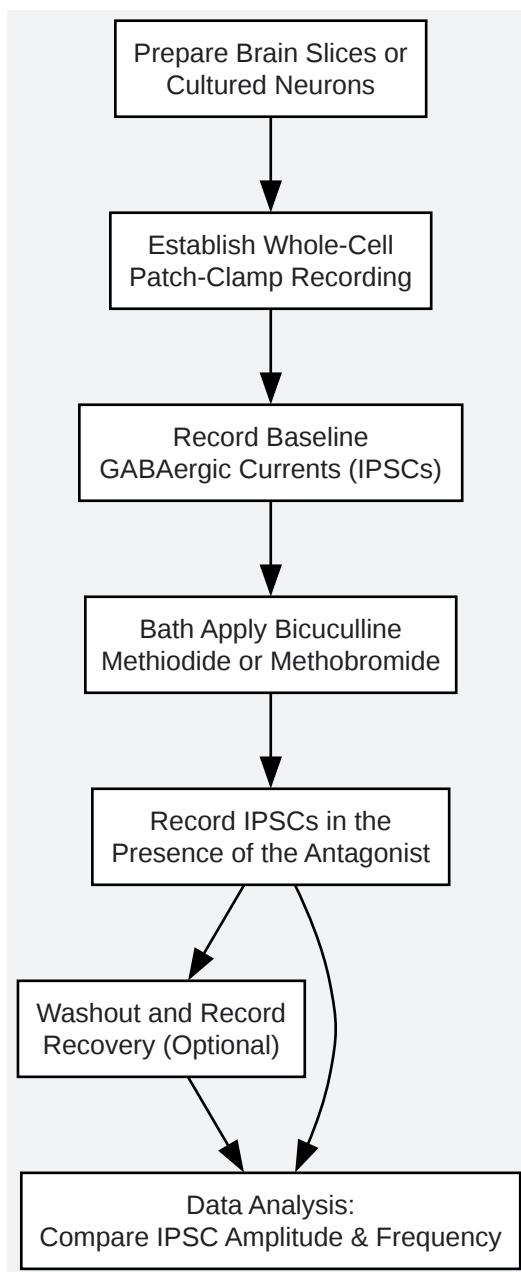 Prepare Brain Slices or
Cultured Neurons
Establish Whole-Cell
Patch-Clamp Recording
Record Baseline
GABAergic Currents (IPSCs)
Bath Apply Bicuculline
Methiodide or Methobromide
Record IPSCs in the
Presence of the Antagonist
Washout and Record
Recovery (Optional)
Data Analysis:
Compare IPSC Amplitude & Frequency